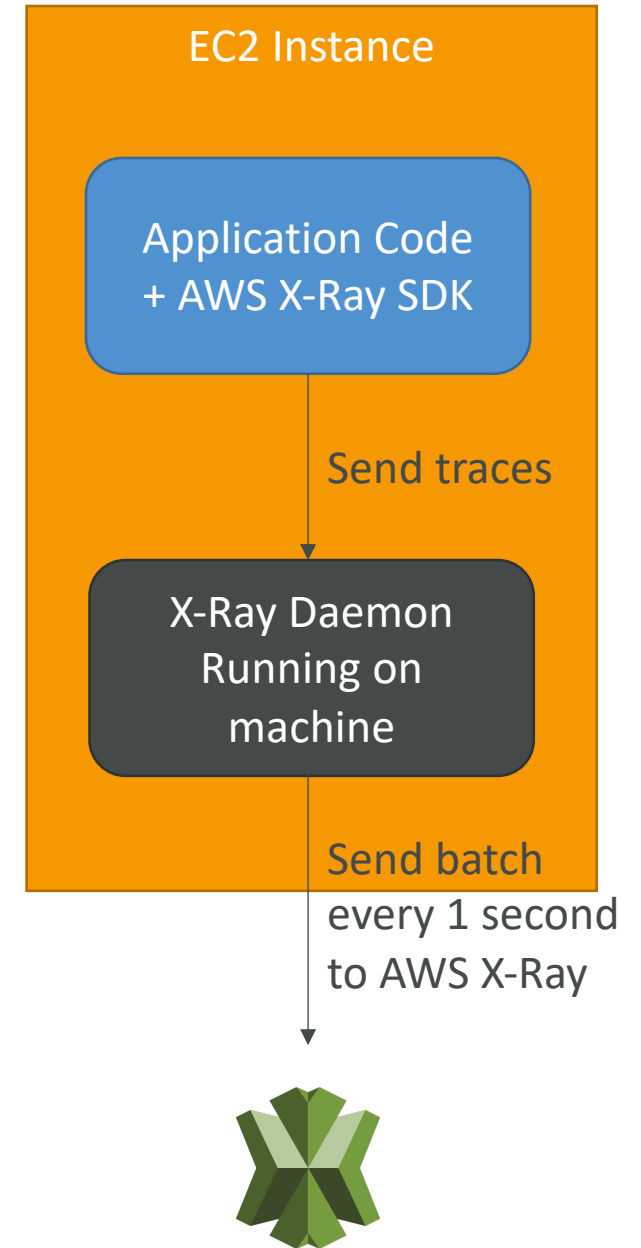 EC2 Instance
Application Code
+ AWS X-Ray SDK
Send traces
X-Ray Daemon
Running on
machine
Send batch
every 1 second
to AWS X-Ray